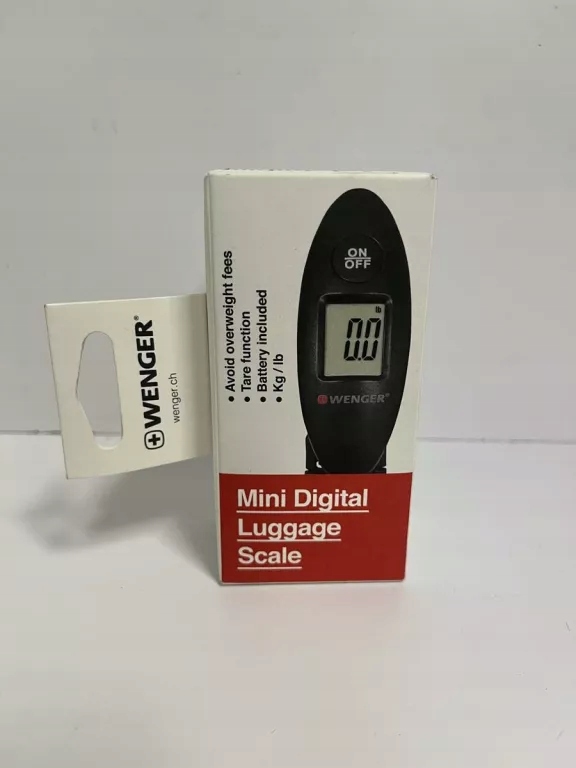 WENGER®
wenger.ch
• Avoid overweight fees
• Tare function
• Battery included
• Kg / lb
ON
OFF
lb
0.0
WENGER®
Mini Digital
Luggage
Scale